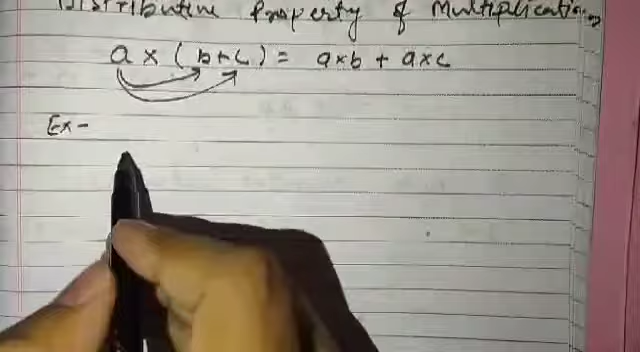 Distributive Property of Multiplication
a × (b+c) = a×b + a×c
Ex -